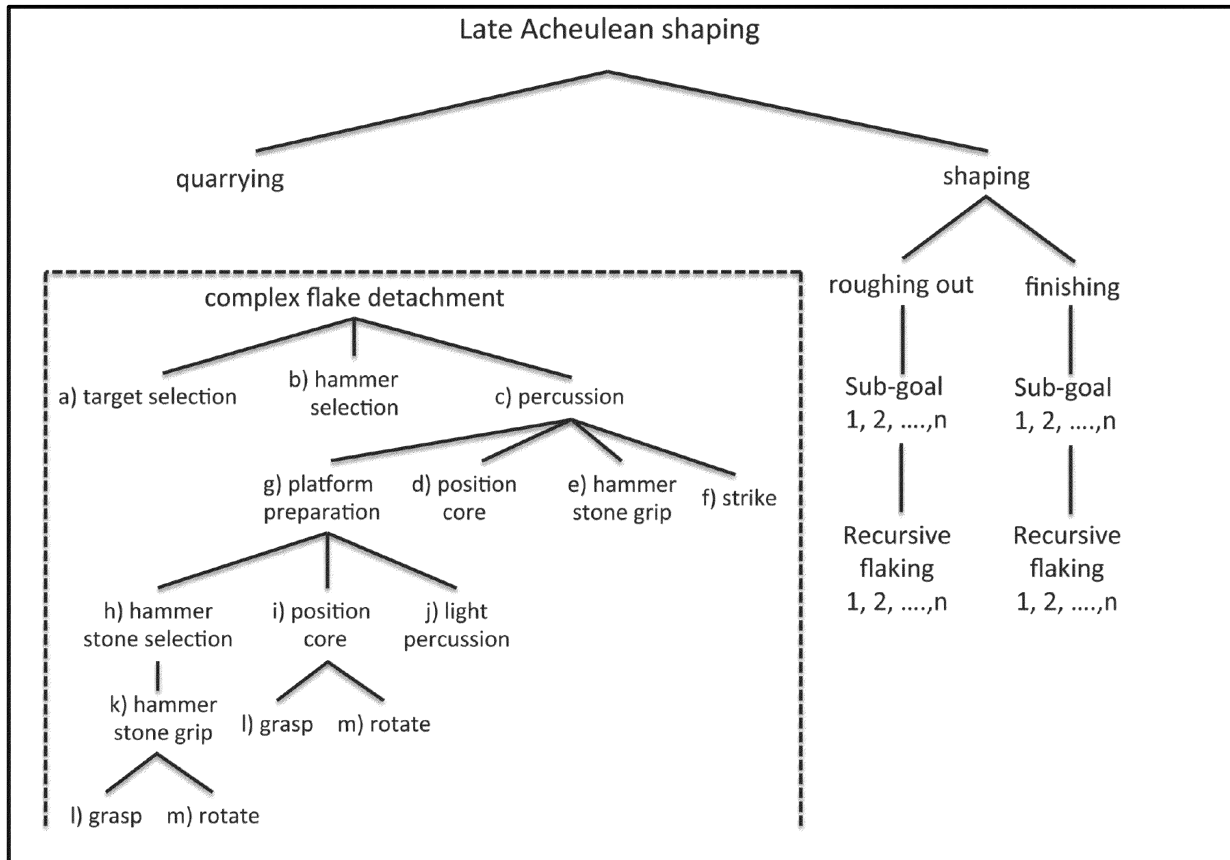 Late Acheulean shaping
quarrying
shaping
roughing out
finishing
complex flake detachment
a) target selection
b) hammer
selection
c) percussion
Sub-goal
1, 2, ....,n
Sub-goal
1, 2, ....,n
g) platform
preparation
d) position
core
e) hammer
stone grip
f) strike
Recursive
flaking
1, 2, ....,n
Recursive
flaking
1, 2, ....,n
h) hammer
stone selection
i) position
core
j) light
percussion
k) hammer
stone grip
l) grasp
m) rotate
l) grasp
m) rotate